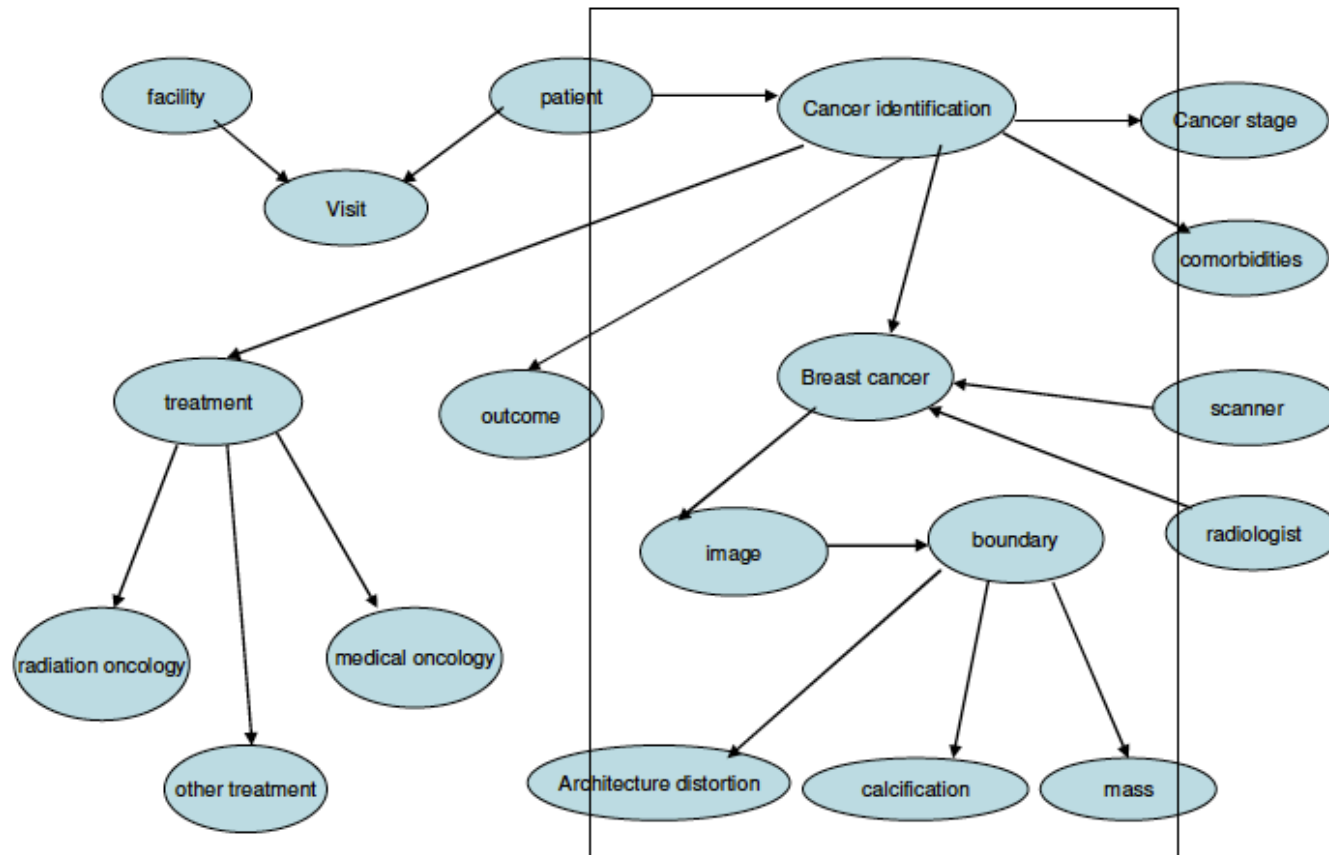 facility
patient
Cancer identification
Cancer stage
Visit
comorbidities
Breast cancer
treatment
outcome
scanner
image
boundary
radiologist
radiation oncology
medical oncology
other treatment
Architecture distortion
calcification
mass